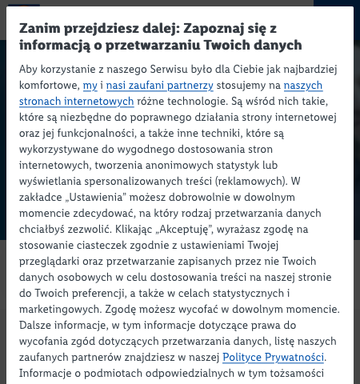 Zanim przejdziesz dalej: Zapoznaj się z
informacją o przetwarzaniu Twoich danych
Aby korzystanie z naszego Serwisu było dla Ciebie jak najbardziej
komfortowe, my i nasi zaufani partnerzy stosujemy na naszych
stronach internetowych różne technologie. Są wśród nich takie,
które są niezbędne do poprawnego działania strony internetowej
oraz jej funkcjonalności, a także inne techniki, które są
wykorzystywane do wygodnego dostosowania stron
internetowych, tworzenia anonimowych statystyk lub
wyświetlania spersonalizowanych treści (reklamowych). W
zakładce „Ustawienia” możesz dobrowolnie w dowolnym
momencie zdecydować, na który rodzaj przetwarzania danych
chciał(a)byś zezwolić. Klikając „Akceptuję”, wyrażasz zgodę na
stosowanie ciasteczek zgodnie z ustawieniami Twojej
przeglądarki oraz przetwarzanie zapisanych przez nie Twoich
danych osobowych w celu dostosowania treści na naszej stronie
do Twoich preferencji, a także w celach statystycznych i
marketingowych. Zgodę możesz wycofać w dowolnym momencie.
Dalsze informacje, w tym informacje dotyczące prawa do
wycofania zgód dotyczących przetwarzania danych, listę naszych
zaufanych partnerów znajdziesz w naszej Polityce Prywatności.
Informacje o podmiotach odpowiedzialnych w tym tożsamości